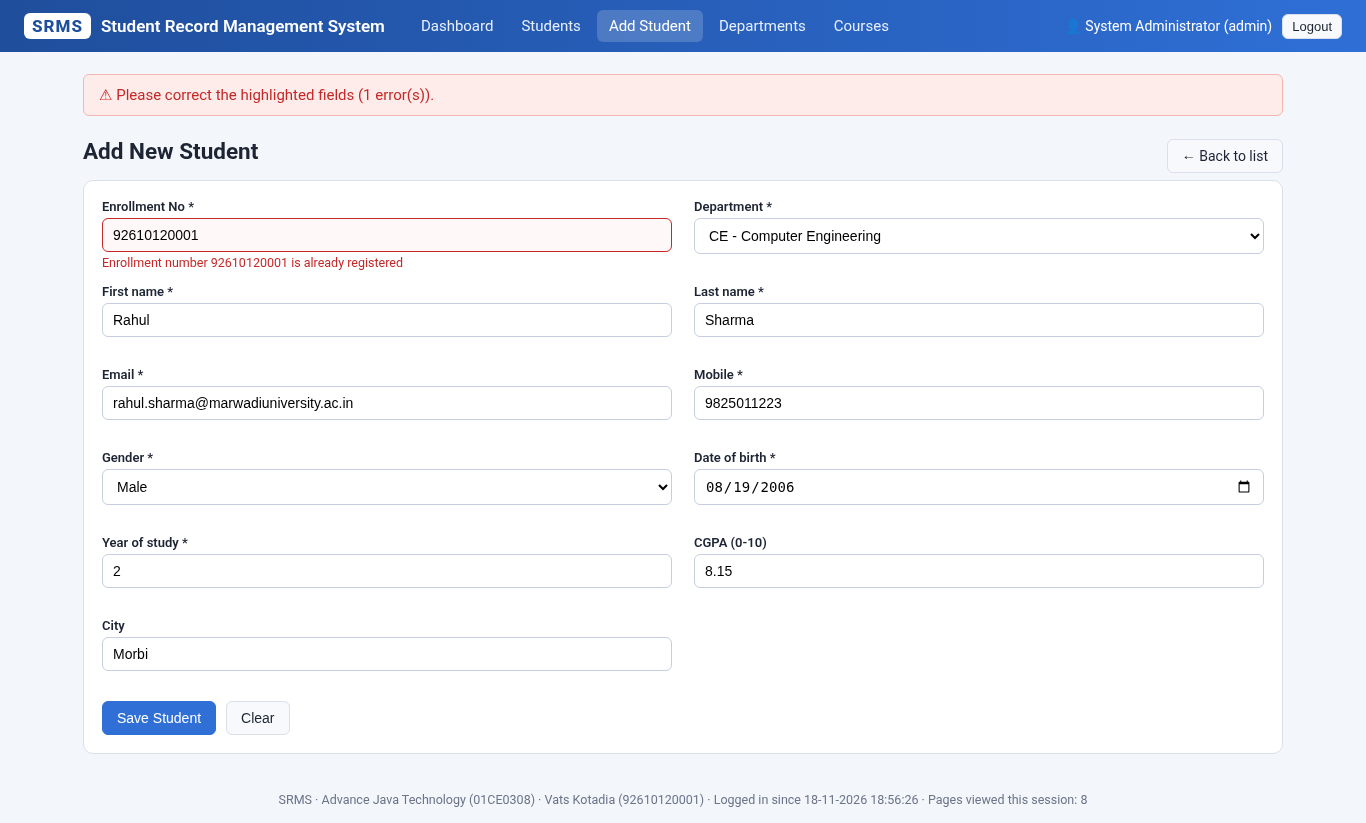 SRMS Student Record Management System Dashboard Students Add Student Departments Courses System Administrator (admin) Logout
⚠ Please correct the highlighted fields (1 error(s)).
Add New Student
← Back to list
Enrollment No * Department *
92610120001 CE - Computer Engineering
Enrollment number 92610120001 is already registered
First name * Last name *
Rahul Sharma
Email * Mobile *
rahul.sharma@marwadiuniversity.ac.in 9825011223
Gender * Date of birth *
Male 08/19/2006
Year of study * CGPA (0-10)
2 8.15
City
Morbi
Save Student Clear
SRMS · Advance Java Technology (01CE0308) · Vats Kotadia (92610120001) · Logged in since 18-11-2026 18:56:26 · Pages viewed this session: 8